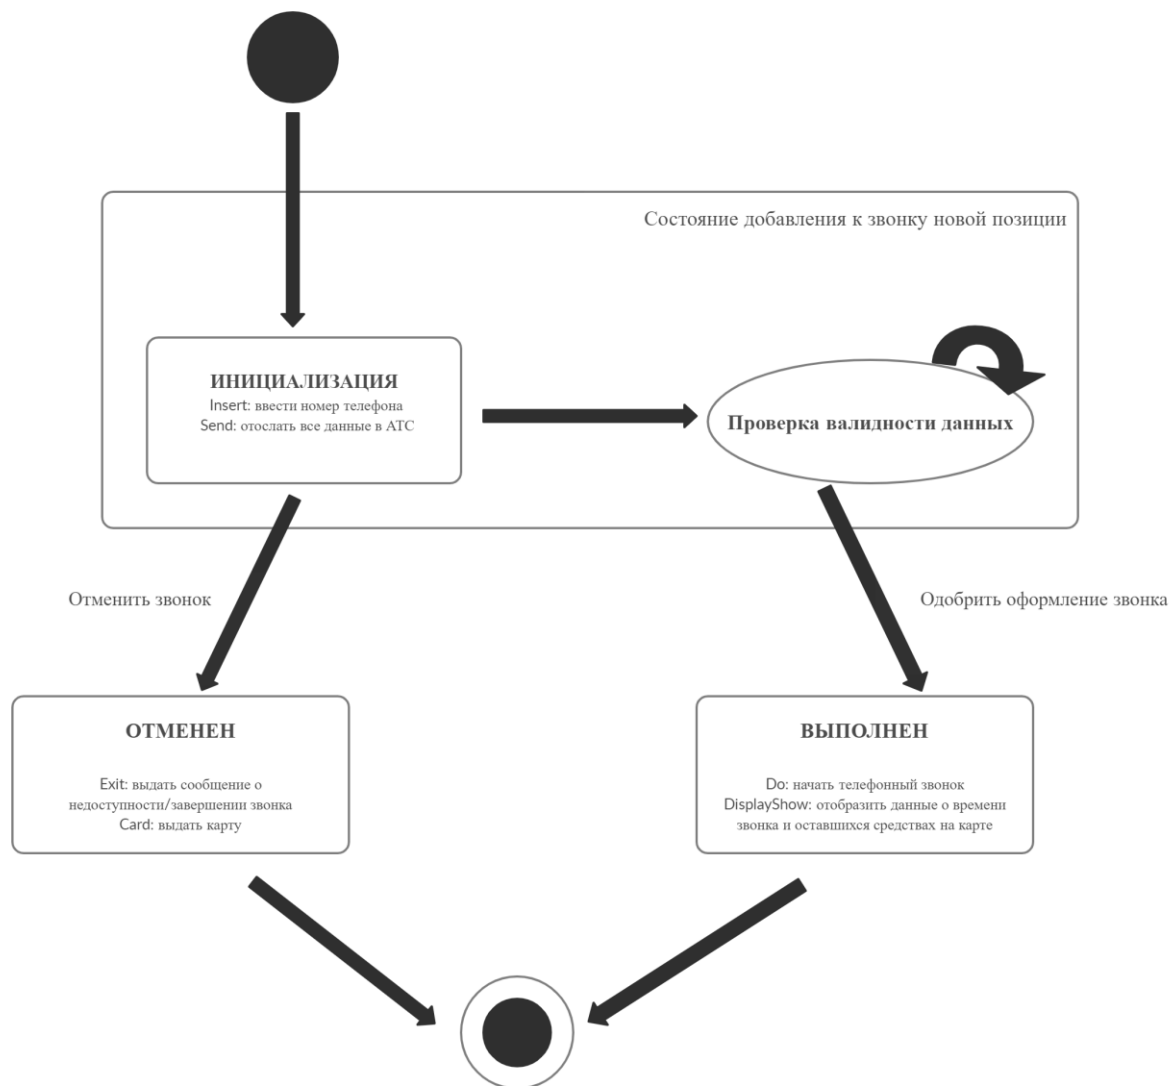 Состояние добавления к звонку новой позиции
ИНИЦИАЛИЗАЦИЯ
Insert: ввести номер телефона
Send: отослать все данные в АТС
Проверка валидности данных
Отменить звонок
Одобрить оформление звонка
ОТМЕНЕН
Exit: выдать сообщение о
недоступности/завершении звонка
Card: выдать карту
ВЫПОЛНЕН
Do: начать телефонный звонок
DisplayShow: отобразить данные о времени
звонка и оставшихся средствах на карте